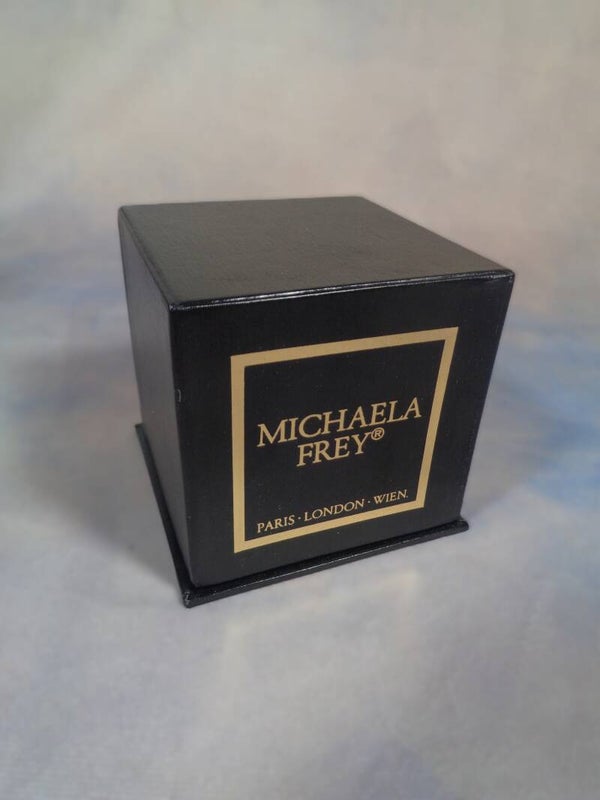 MICHAELA
FREY®
PARIS · LONDON · WIEN.